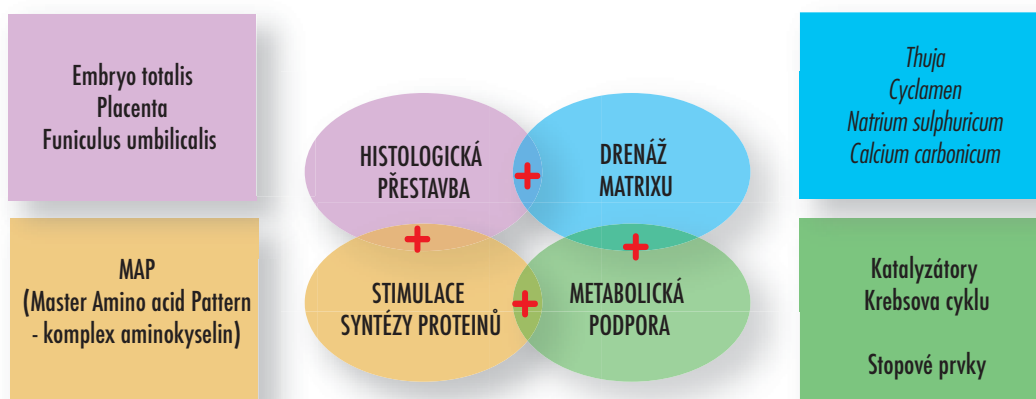 Embryo totalis
Placenta
Funiculus umbilicalis
HISTOLOGICKÁ
PŘESTAVBA
+
DRENÁŽ
MATRIXU
Thuja
Cyclamen
Natrium sulphuricum
Calcium carbonicum
+
+
MAP
(Master Amino acid Pattern
- komplex aminokyselin)
STIMULACE
SYNTÉZY PROTEINŮ
+
METABOLICKÁ
PODPORA
Katalyzátory
Krebsova cyklu
Stopové prvky